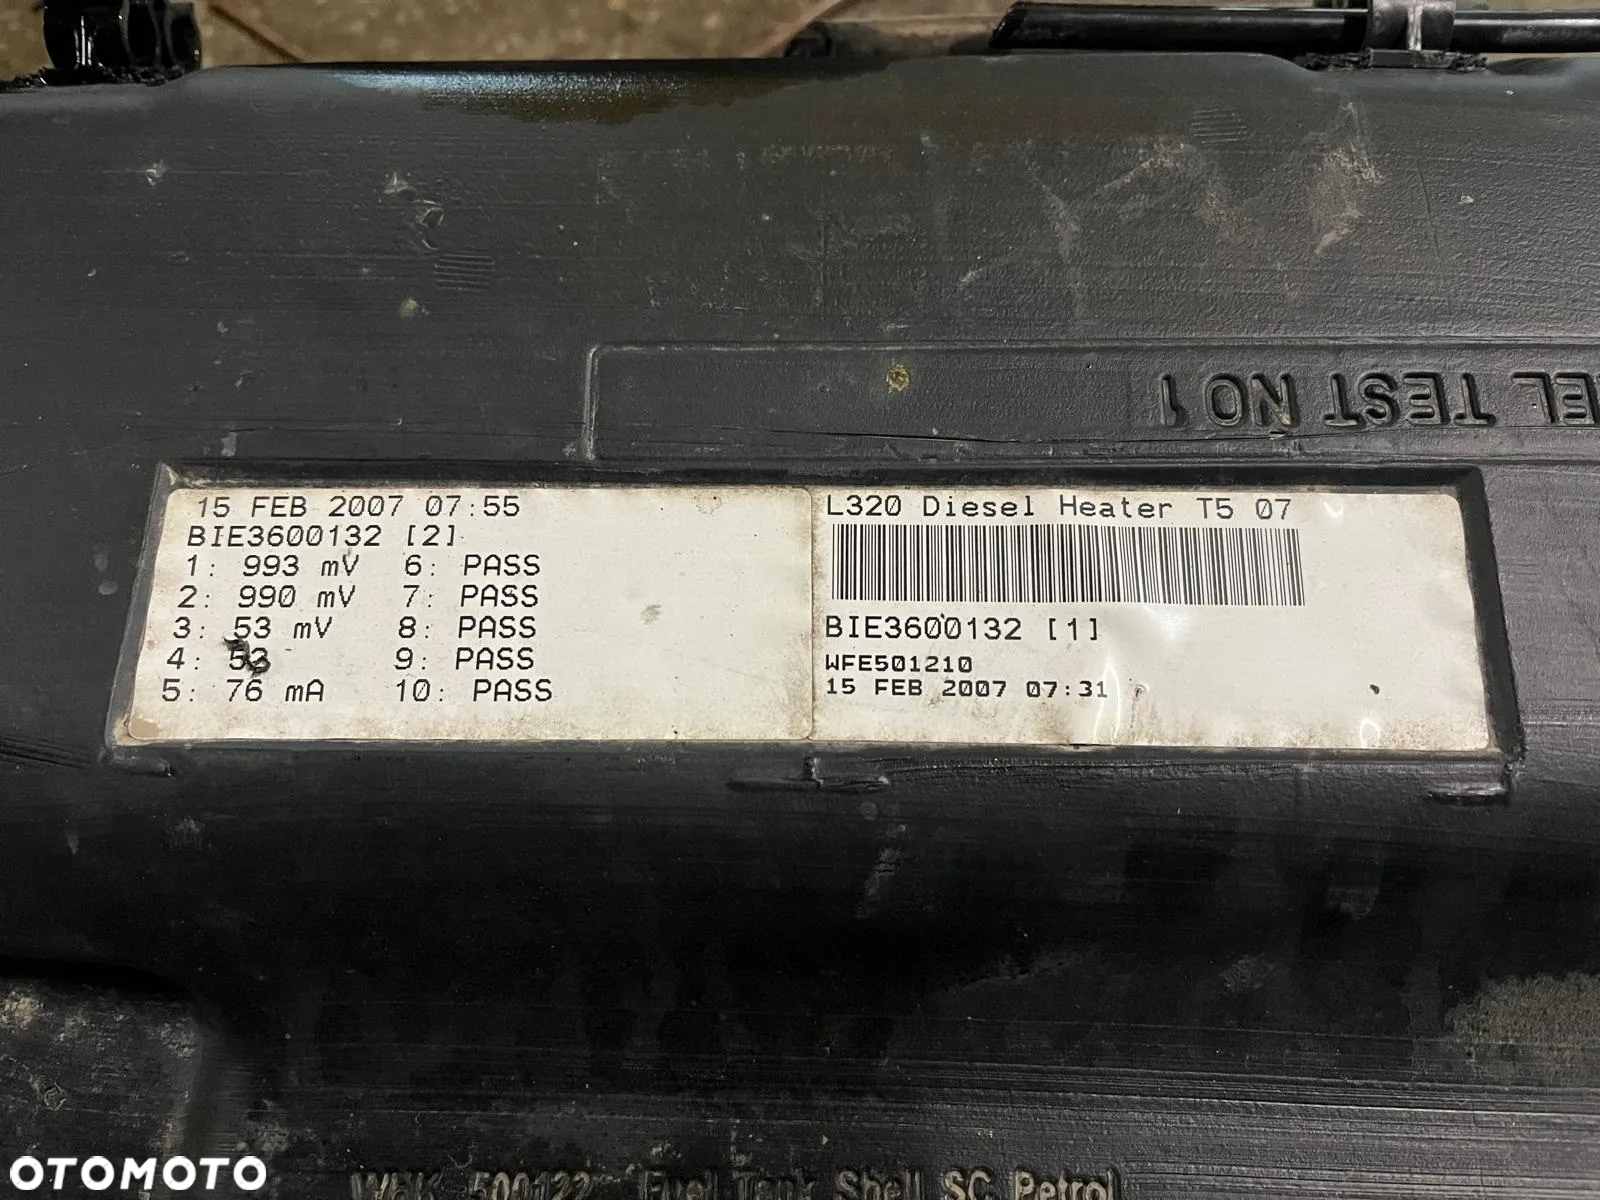 EL TEST NO 1
15 FEB 2007 07:55
BIE3600132 [2]
1: 993 mV 6: PASS
2: 990 mV 7: PASS
3: 53 mV 8: PASS
4: 53 9: PASS
5: 76 mA 10: PASS
L320 Diesel Heater T5 07
BIE3600132 [1]
WFE501210
15 FEB 2007 07:31
500122 Fuel Tank Shell SC Petrol
OTOMOTO